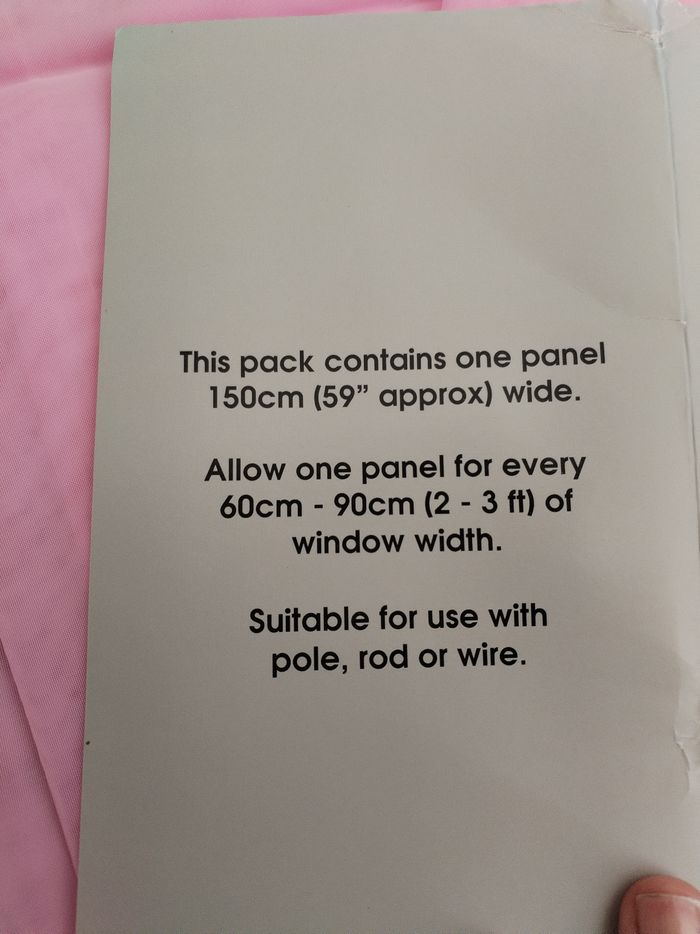 This pack contains one panel
150cm (59” approx) wide.
Allow one panel for every
60cm - 90cm (2 - 3 ft) of
window width.
Suitable for use with
pole, rod or wire.